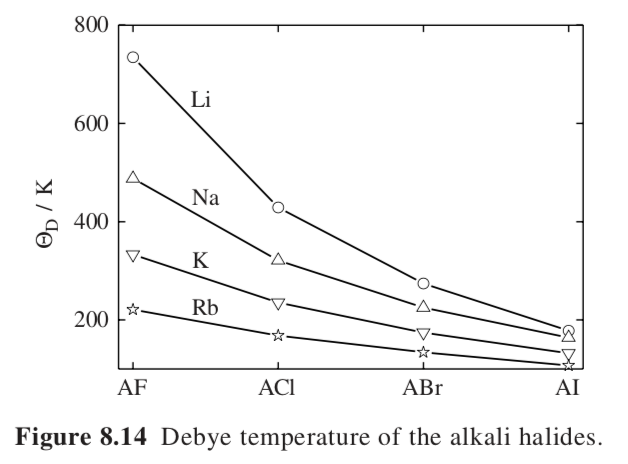 800
600
400
200
Θ_D / K
Li
Na
K
Rb
AF ACl ABr AI
Figure 8.14 Debye temperature of the alkali halides.